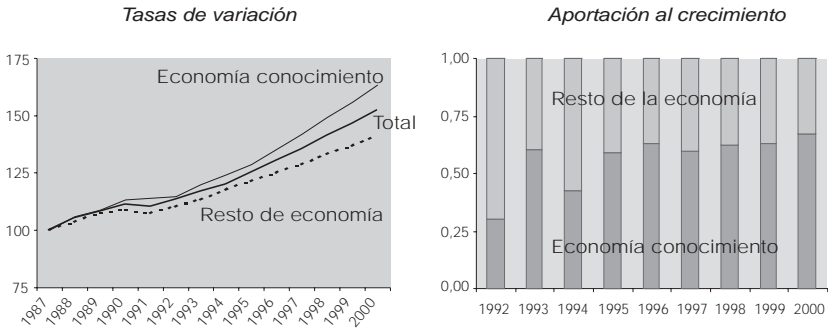 Tasas de variación
175
150
125
100
75
Economía conocimiento
Total
Resto de economía
1987 1988 1989 1990 1991 1992 1993 1994 1995 1996 1997 1998 1999 2000
Aportación al crecimiento
1,00
0,75
0,50
0,25
0,00
Resto de la economía
Economía conocimiento
1992 1993 1994 1995 1996 1997 1998 1999 2000